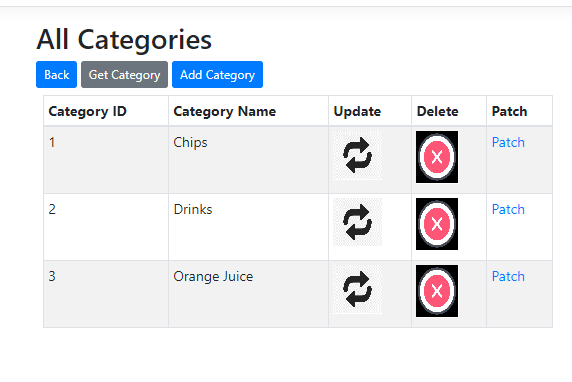 All Categories
Back Get Category Add Category
Category ID Category Name Update Delete Patch
1 Chips X Patch
2 Drinks X Patch
3 Orange Juice X Patch